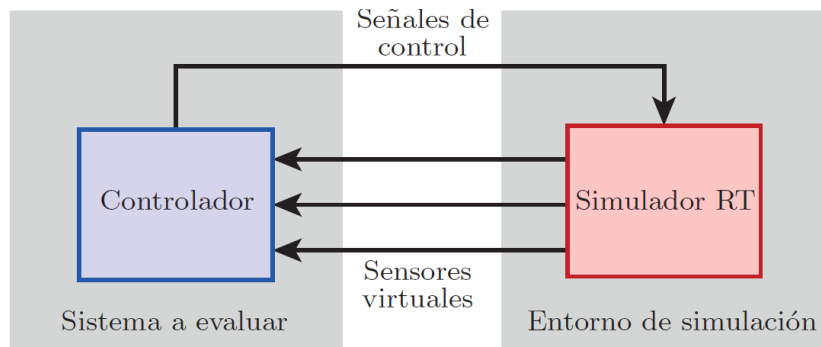 Señales de
control
Controlador
Simulador RT
Sensores
virtuales
Sistema a evaluar
Entorno de simulación